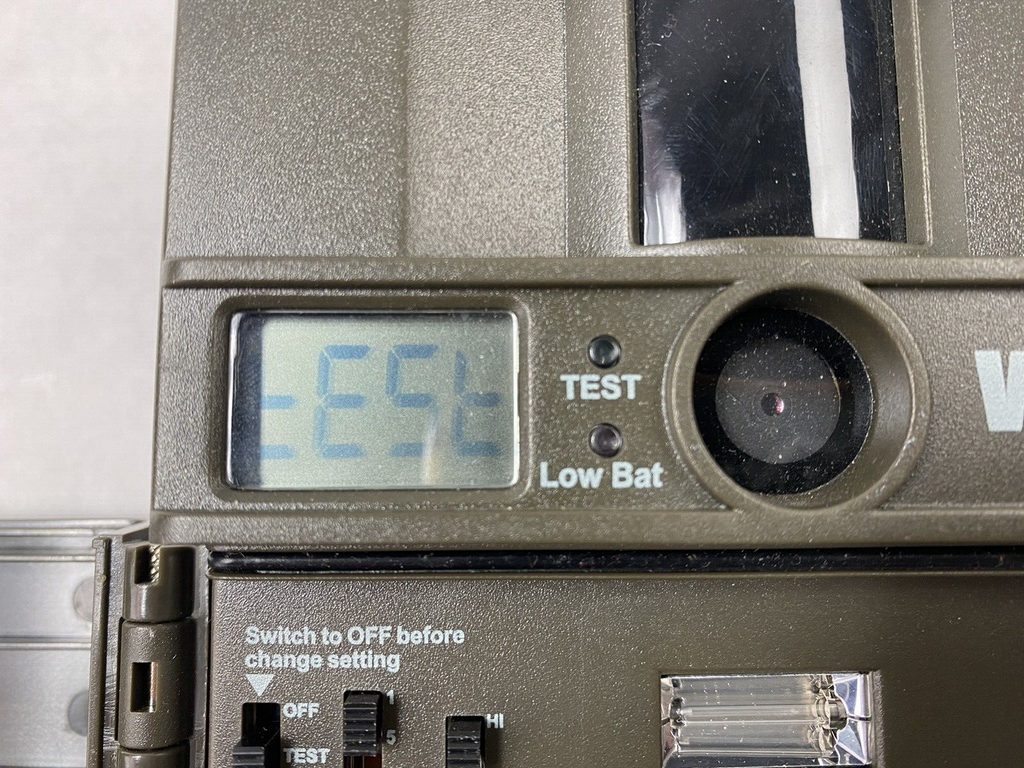 tESt
TEST
Low Bat
Switch to OFF before
change setting
OFF
1
5
HI
TEST